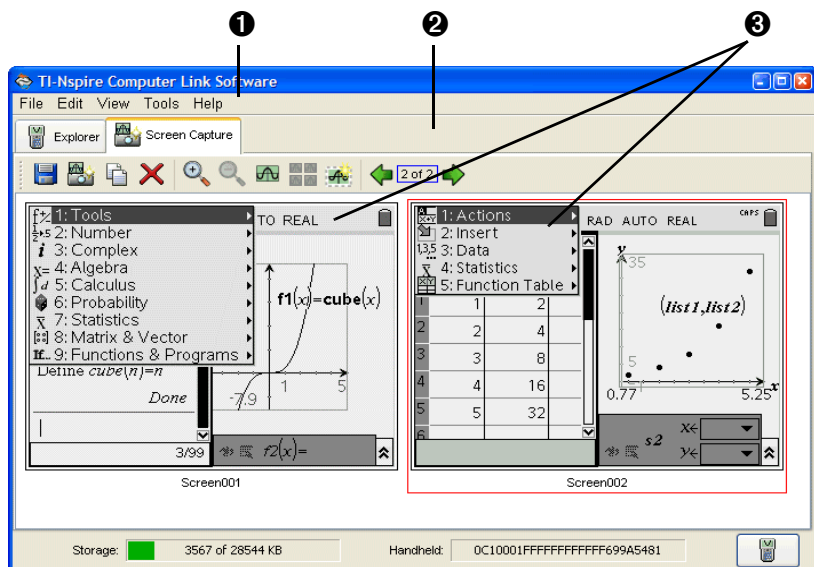 ❶ ❷ ❸
TI-Nspire Computer Link Software
File Edit View Tools Help
Explorer Screen Capture
2 of 2
1: Tools
2: Number
3: Complex
4: Algebra
5: Calculus
6: Probability
7: Statistics
8: Matrix & Vector
9: Functions & Programs
TO REAL
f1(x)=cube(x)
1 5
-7.9
Define cube(n)=n
Done
3/99
f2(x)=
Screen001
1: Actions
2: Insert
3: Data
4: Statistics
5: Function Table
RAD AUTO REAL
CAPS
1 1 2
2 2 4
3 3 8
4 4 16
5 5 32
6
y
35
(list1,list2)
5
0.77 5.25 x
s2
x←
y←
Screen002
Storage: 3567 of 28544 KB
Handheld: 0C10001FFFFFFFFFFFF699A5481